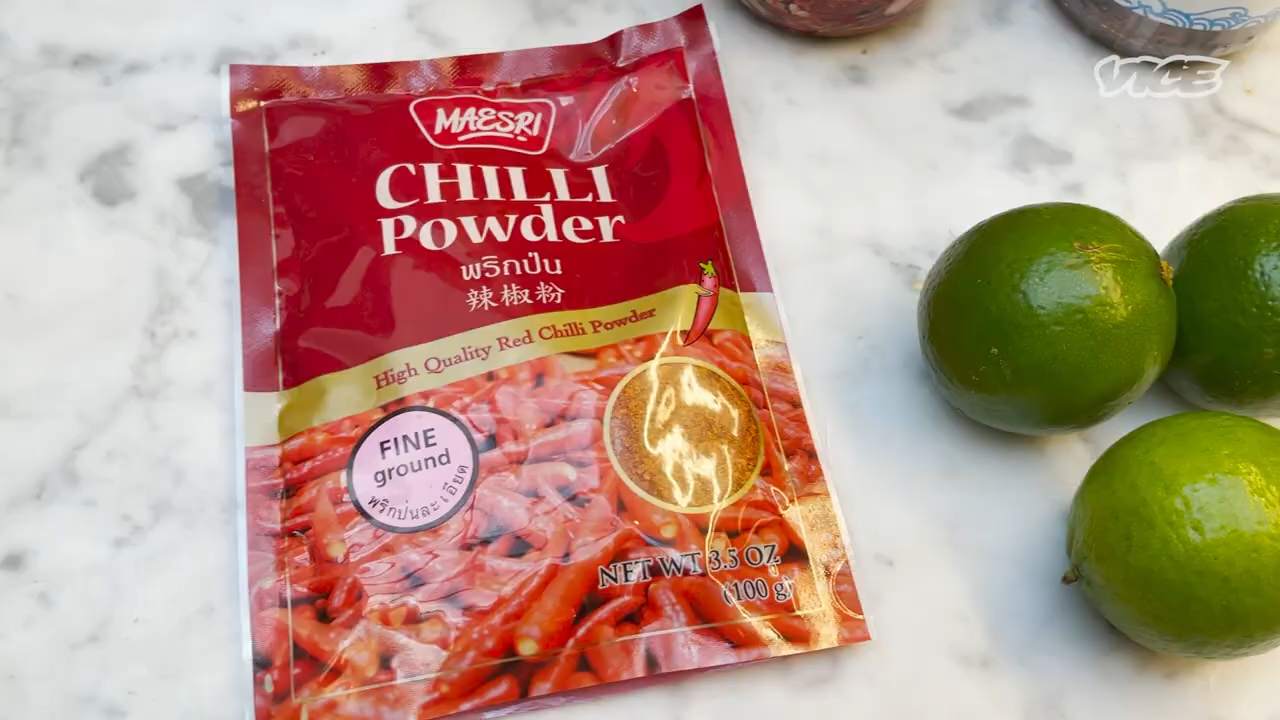 VICE
MAESRI
CHILLI
Powder
พริกป่น
辣椒粉
High Quality Red Chilli Powder
FINE
ground
พริกป่นละเอียด
NET WT 3.5 OZ
(100 g)